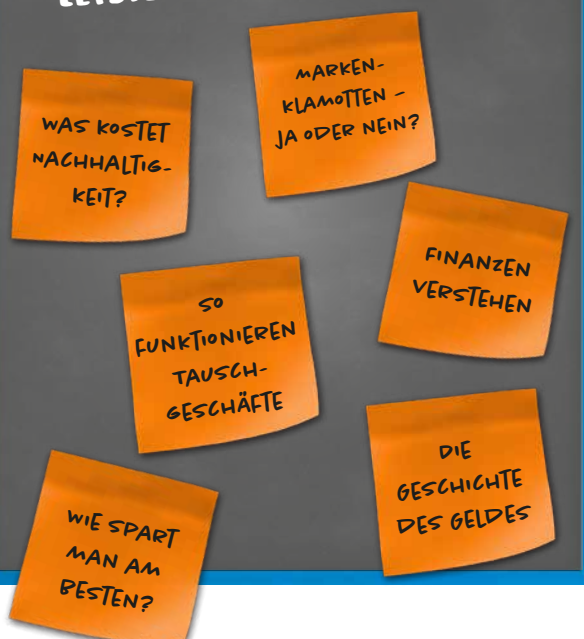 MARKEN-
KLAMOTTEN –
JA ODER NEIN?
WAS KOSTET
NACHHALTIG-
KEIT?
FINANZEN
VERSTEHEN
SO
FUNKTIONIEREN
TAUSCH-
GESCHÄFTE
DIE
GESCHICHTE
DES GELDES
WIE SPART
MAN AM
BESTEN?